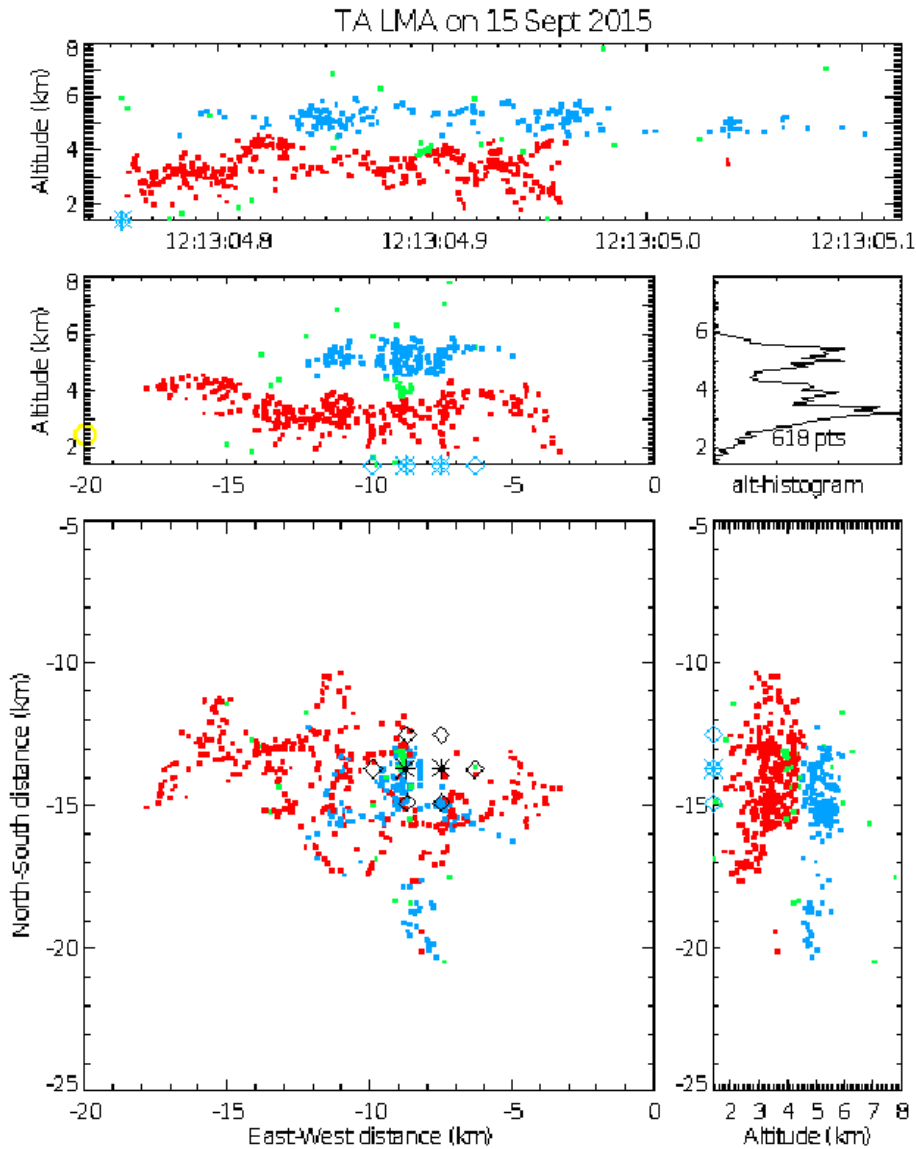 TA LMA on 15 Sept 2015
8
6
4
2
Altitude (km)
12:13:04.8 12:13:04.9 12:13:05.0 12:13:05.1
8
6
4
2
Altitude (km)
-20 -15 -10 -5 0
6
4
2
618 pts
alt-histogram
-5
-10
-15
-20
-25
North-South distance (km)
-20 -15 -10 -5 0
East-West distance (km)
-5
-10
-15
-20
-25
2 3 4 5 6 7 8
Altitude (km)